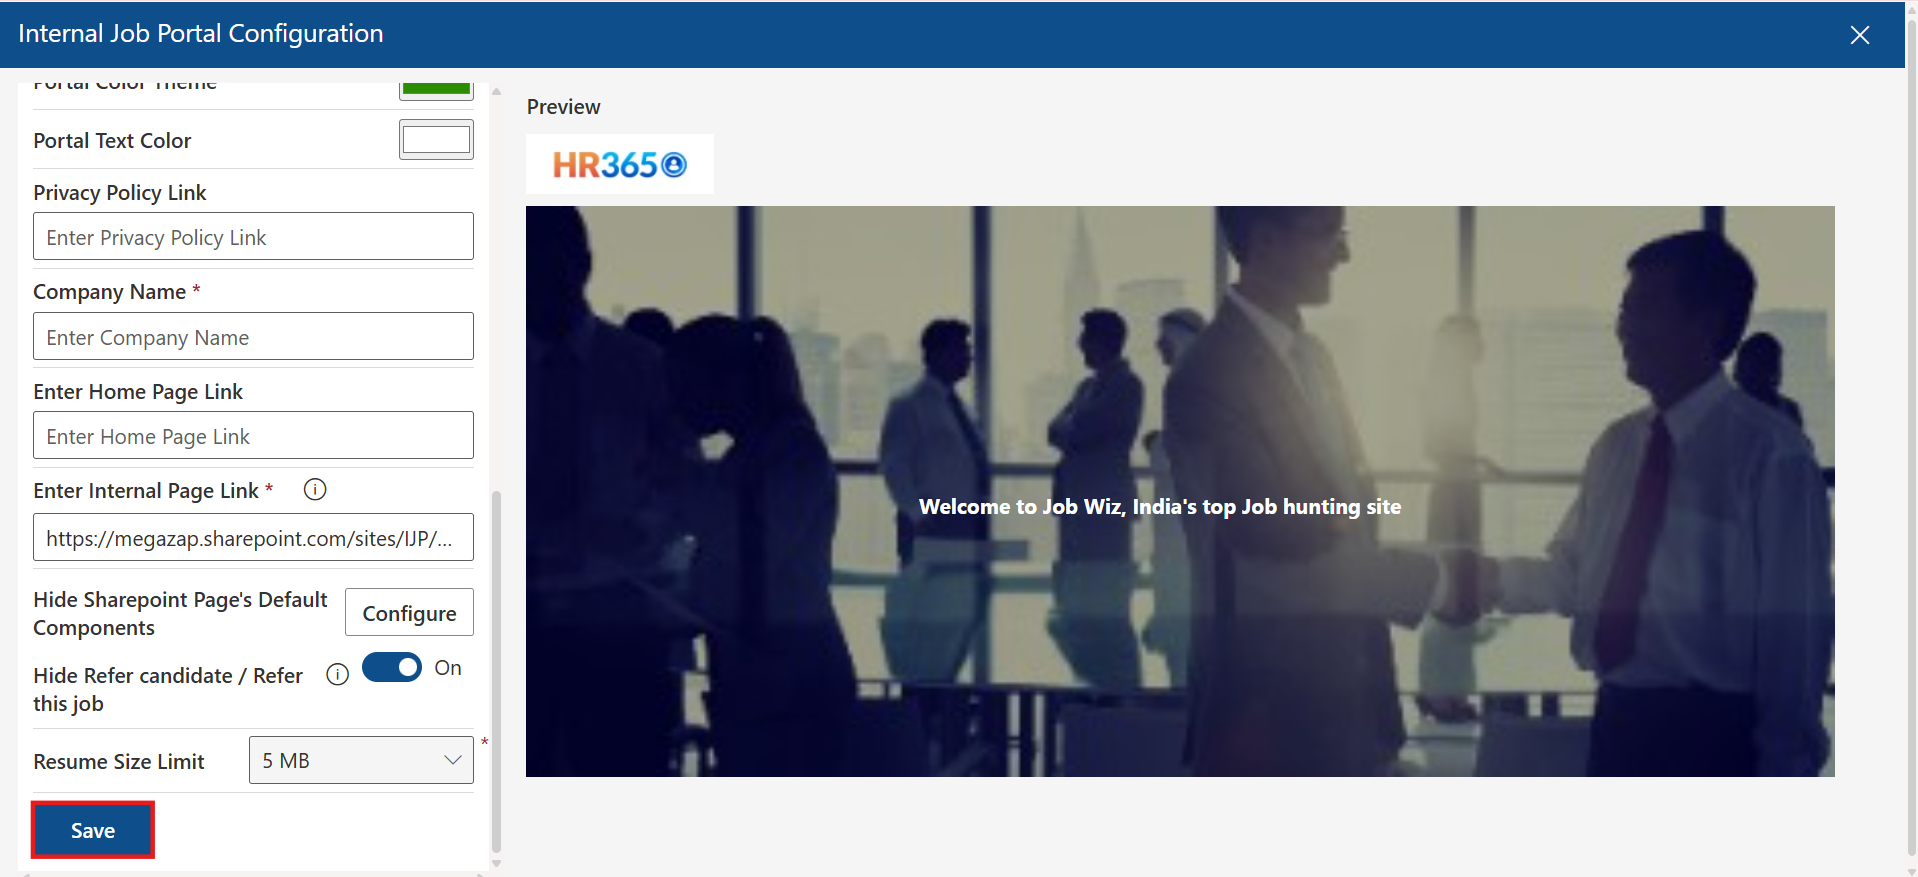 Internal Job Portal Configuration
Portal Color Theme
Portal Text Color
Privacy Policy Link
Enter Privacy Policy Link
Company Name *
Enter Company Name
Enter Home Page Link
Enter Home Page Link
Enter Internal Page Link *
https://megazap.sharepoint.com/sites/IJP/...
Hide Sharepoint Page's Default
Components
Configure
Hide Refer candidate / Refer
this job
On
Resume Size Limit
5 MB
*
Save
Preview
HR365
Welcome to Job Wiz, India's top Job hunting site